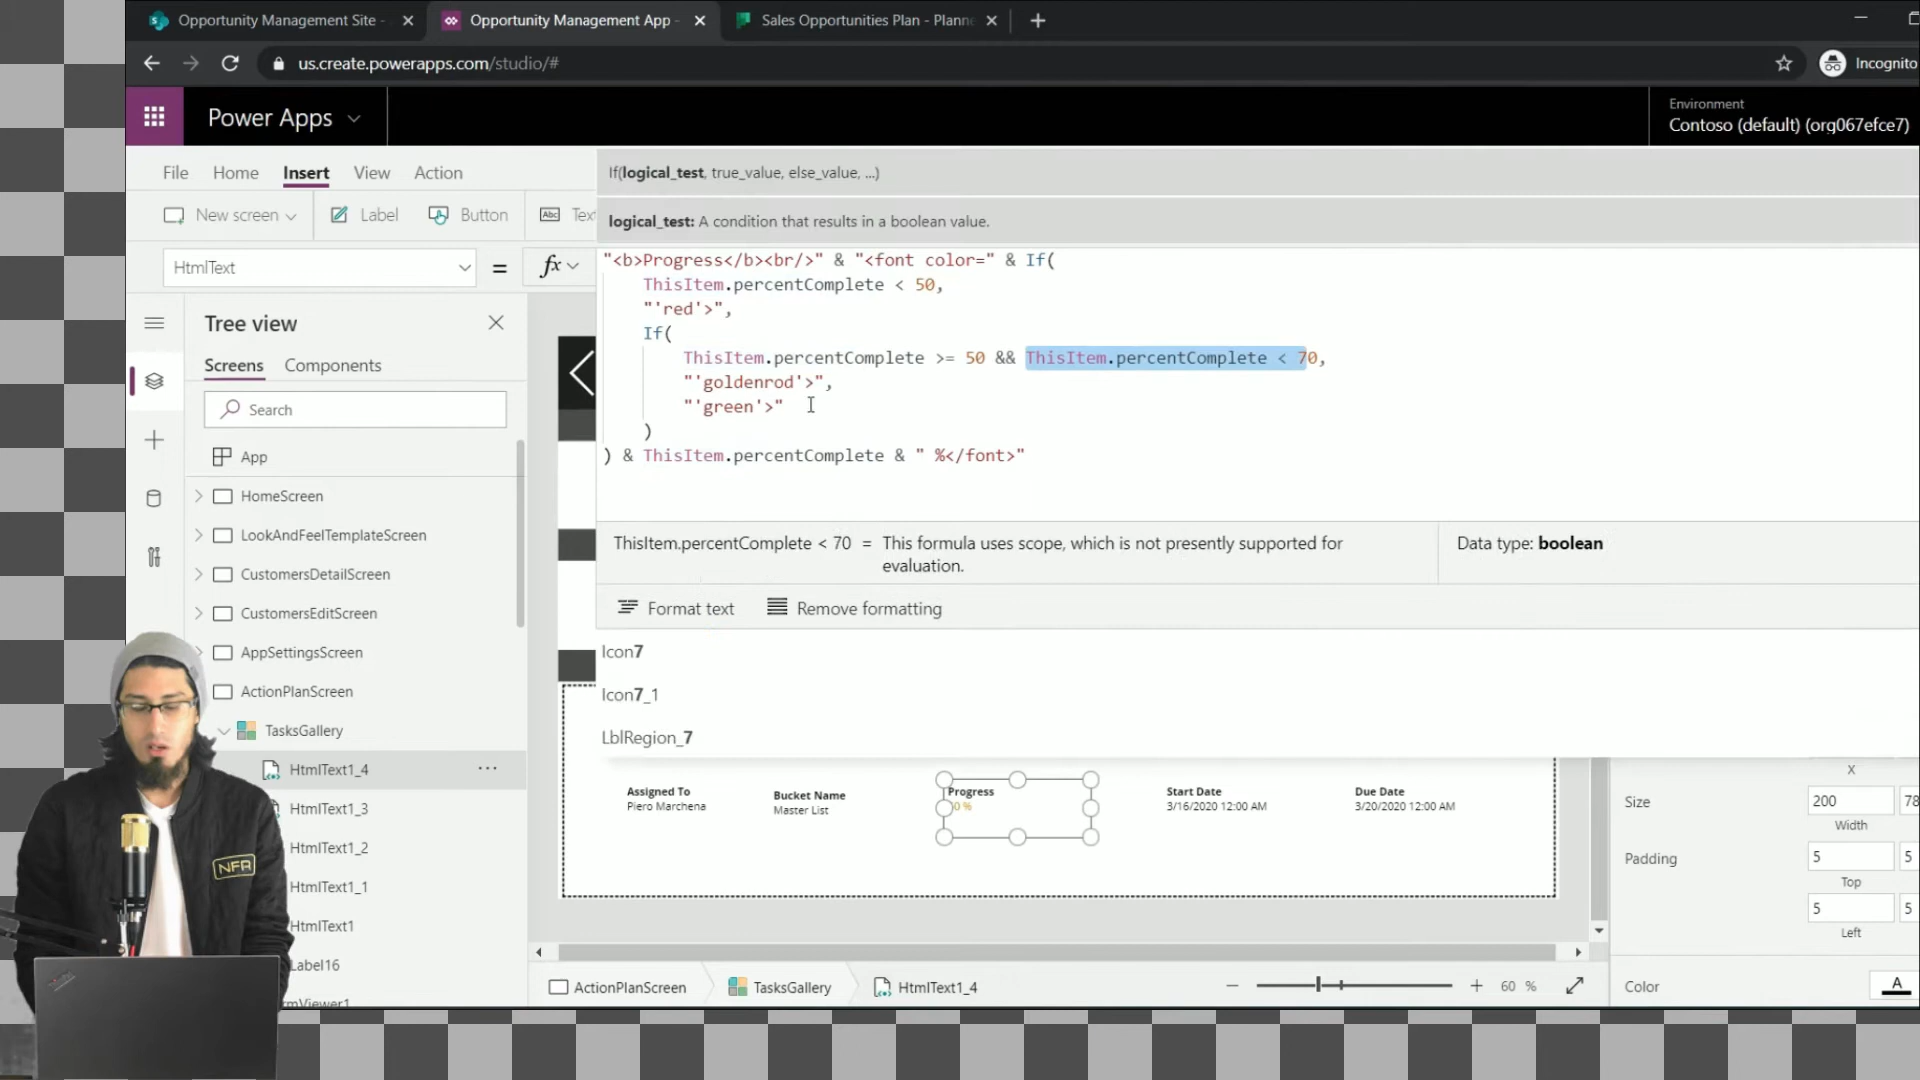 Opportunity Management Site -
Opportunity Management App -
Sales Opportunities Plan - Planne
us.create.powerapps.com/studio/#
Incognito
Power Apps
Environment
Contoso (default) (org067efce7)
File
Home
Insert
View
Action
If(logical_test, true_value, else_value, ...)
New screen
Label
Button
Abc
Tex
logical_test: A condition that results in a boolean value.
HtmlText
=
fx
"<b>Progress</b><br/>" & "<font color=" & If(
ThisItem.percentComplete < 50,
"'red'>",
If(
ThisItem.percentComplete >= 50 && ThisItem.percentComplete < 70,
"'goldenrod'>",
"'green'>"
)
) & ThisItem.percentComplete & " %</font>"
Tree view
Screens
Components
Search
App
HomeScreen
LookAndFeelTemplateScreen
CustomersDetailScreen
CustomersEditScreen
AppSettingsScreen
ActionPlanScreen
TasksGallery
HtmlText1_4
...
HtmlText1_3
HtmlText1_2
HtmlText1_1
HtmlText1
Label16
ThisItem.percentComplete < 70 = This formula uses scope, which is not presently supported for
evaluation.
Data type: boolean
Format text
Remove formatting
Icon7
Icon7_1
LblRegion_7
Assigned To
Piero Marchena
Bucket Name
Master List
Progress
0 %
Start Date
3/16/2020 12:00 AM
Due Date
3/20/2020 12:00 AM
X
Size
200
78
Width
Padding
5
5
Top
5
5
Left
Color
A
ActionPlanScreen
TasksGallery
HtmlText1_4
60 %
NFR